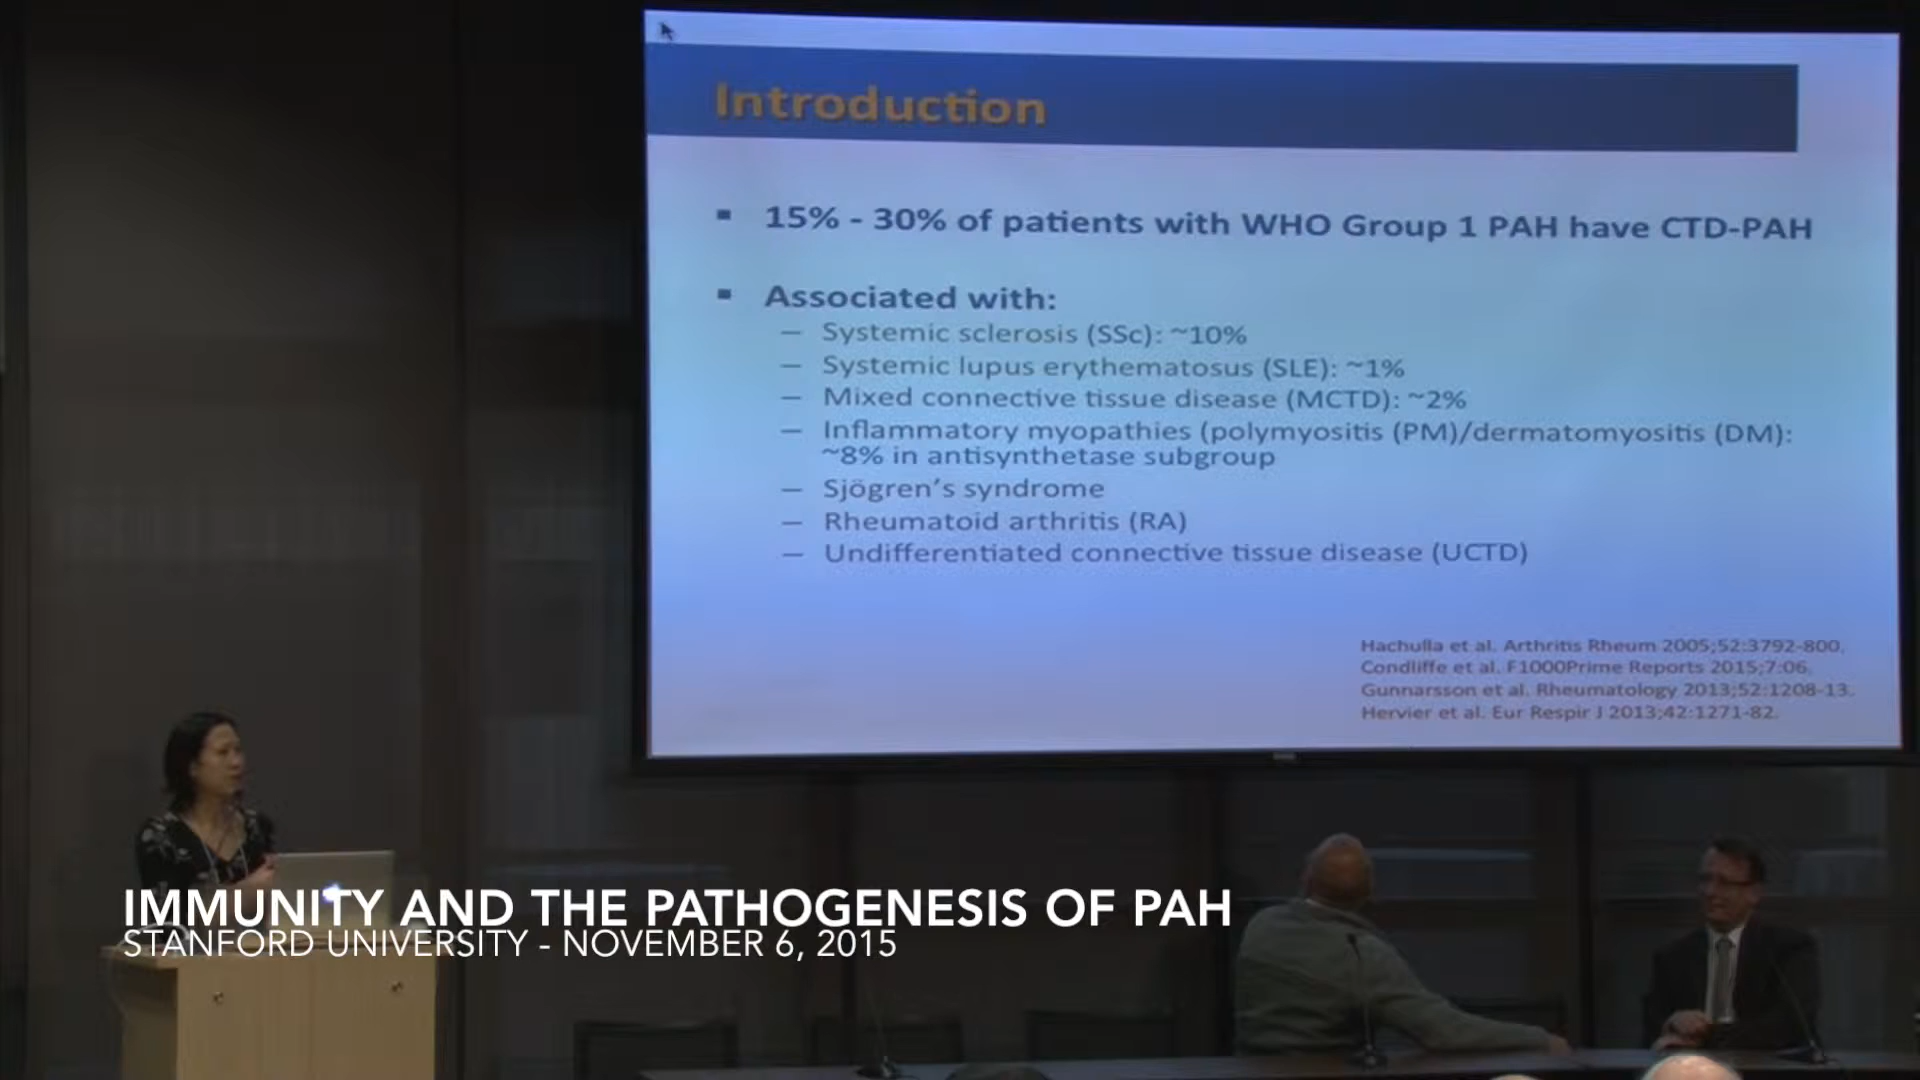 Introduction
▪ 15% - 30% of patients with WHO Group 1 PAH have CTD-PAH
▪ Associated with:
– Systemic sclerosis (SSc): ~10%
– Systemic lupus erythematosus (SLE): ~1%
– Mixed connective tissue disease (MCTD): ~2%
– Inflammatory myopathies (polymyositis (PM)/dermatomyositis (DM):
~8% in antisynthetase subgroup
– Sjögren's syndrome
– Rheumatoid arthritis (RA)
– Undifferentiated connective tissue disease (UCTD)
Hachulla et al. Arthritis Rheum 2005;52:3792-800.
Condliffe et al. F1000Prime Reports 2015;7:06.
Gunnarsson et al. Rheumatology 2013;52:1208-13.
Hervier et al. Eur Respir J 2013;42:1271-82.
IMMUNITY AND THE PATHOGENESIS OF PAH
STANFORD UNIVERSITY - NOVEMBER 6, 2015